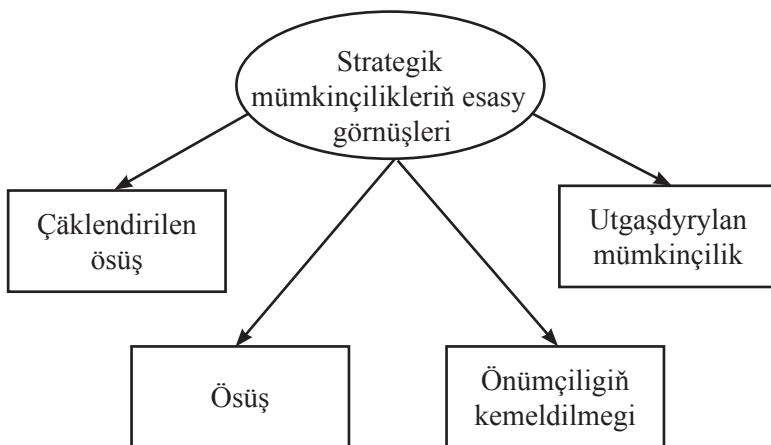 Strategik
mümkinçilikleriň esasy
görnüşleri
Çäklendirilen
ösüş
Utgaşdyrylan
mümkinçilik
Ösüş
Önümçiligiň
kemeldilmegi